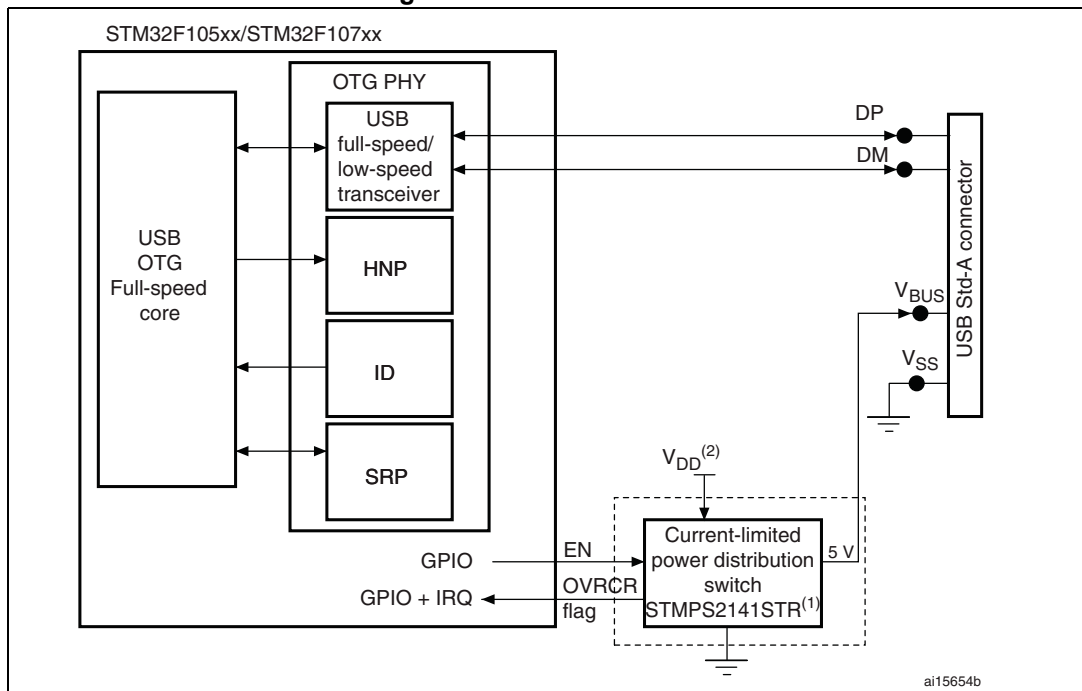 STM32F105xx/STM32F107xx
OTG PHY
USB
full-speed/
low-speed
transceiver
USB
OTG
Full-speed
core
HNP
ID
SRP
DP
DM
VBUS
VSS
USB Std-A connector
VDD(2)
GPIO
EN
GPIO + IRQ
OVRCR
flag
Current-limited
power distribution
switch
STMPS2141STR(1)
5 V
ai15654b